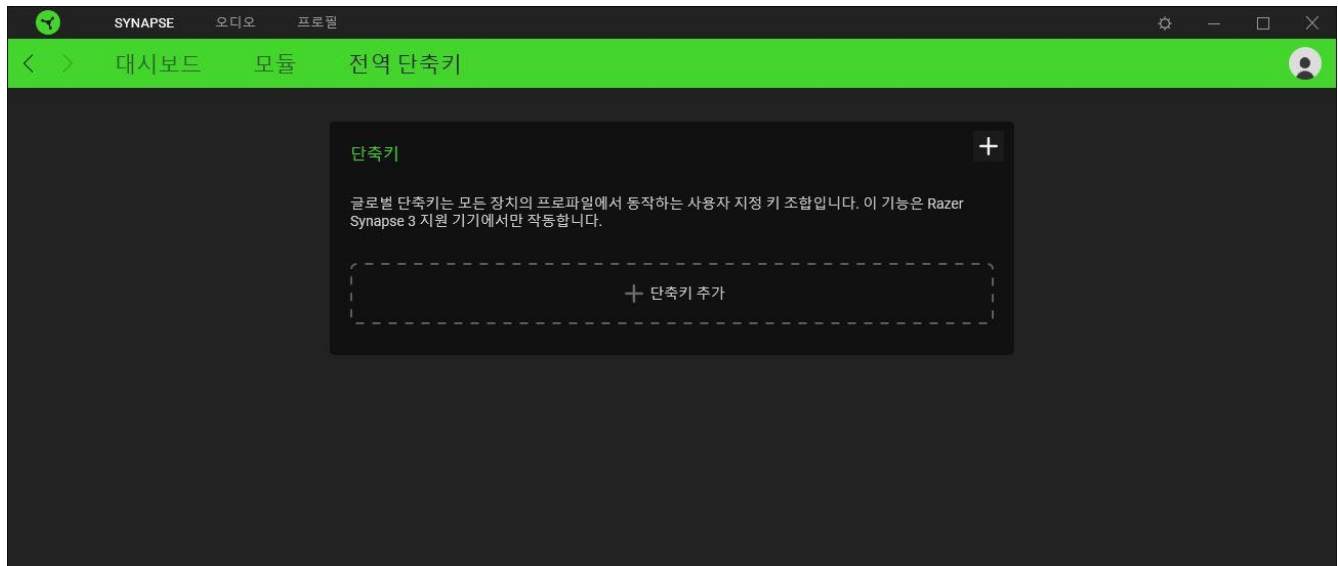 SYNAPSE 오디오 프로필
대시보드 모듈 전역 단축키
단축키
글로벌 단축키는 모든 장치의 프로파일에서 동작하는 사용자 지정 키 조합입니다. 이 기능은 Razer
Synapse 3 지원 기기에서만 작동합니다.
단축키 추가